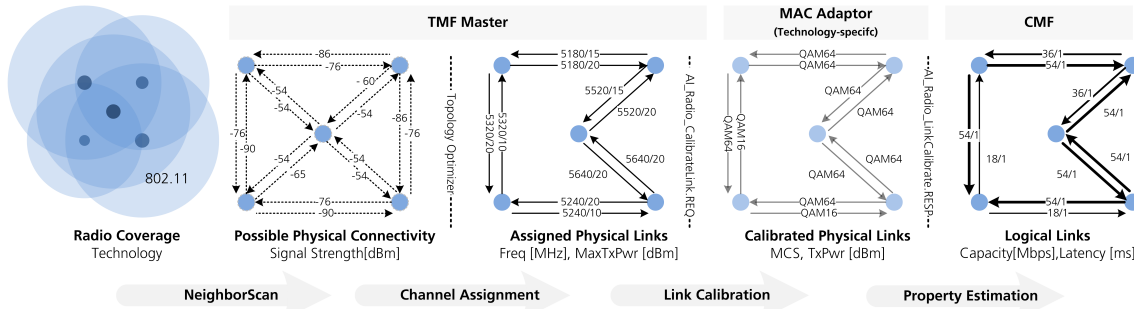 TMF Master
MAC Adaptor
(Technology-specifc)
CMF
802.11
Radio Coverage
Technology
-86
-76
-60
-54
-54
-76
-90
-86
-76
-54
-65
-54
-54
-76
-90
Possible Physical Connectivity
Signal Strength[dBm]
Topology Optimizer
5180/15
5180/20
5520/15
5520/20
5320/20
5320/10
5640/20
5640/20
5240/20
5240/10
Assigned Physical Links
Freq [MHz], MaxTxPwr [dBm]
AI_Radio_CalibrateLink.REQ
QAM64
QAM64
QAM64
QAM64
QAM64
QAM16
QAM64
QAM64
QAM64
QAM16
Calibrated Physical Links
MCS, TxPwr [dBm]
AI_Radio_LinkCalibrate.RESP
36/1
54/1
36/1
54/1
54/1
18/1
54/1
54/1
54/1
18/1
Logical Links
Capacity[Mbps],Latency [ms]
NeighborScan
Channel Assignment
Link Calibration
Property Estimation